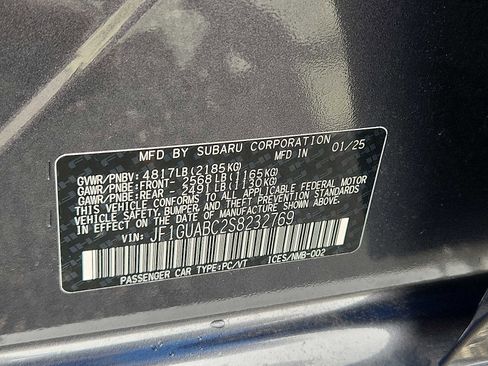 MFD BY SUBARU CORPORATION
GVWR/PNBV: 4817LB(2185KG) MFD IN 01/25
GAWR/PNBE:FRONT- 2568LB(1165KG)
GAWR/PNBE:REAR - 2491LB(1130KG)
THIS VEHICLE CONFORMS TO ALL APPLICABLE FEDERAL MOTOR
VEHICLE SAFETY, BUMPER AND THEFT PREVENTION STANDARDS
IN EFFECT ON THE DATE OF MANUFACTURE SHOWN ABOVE.
VIN: JF1GUABC2S8232769
PASSENGER CAR TYPE:PC/VT ICES/NMB-002